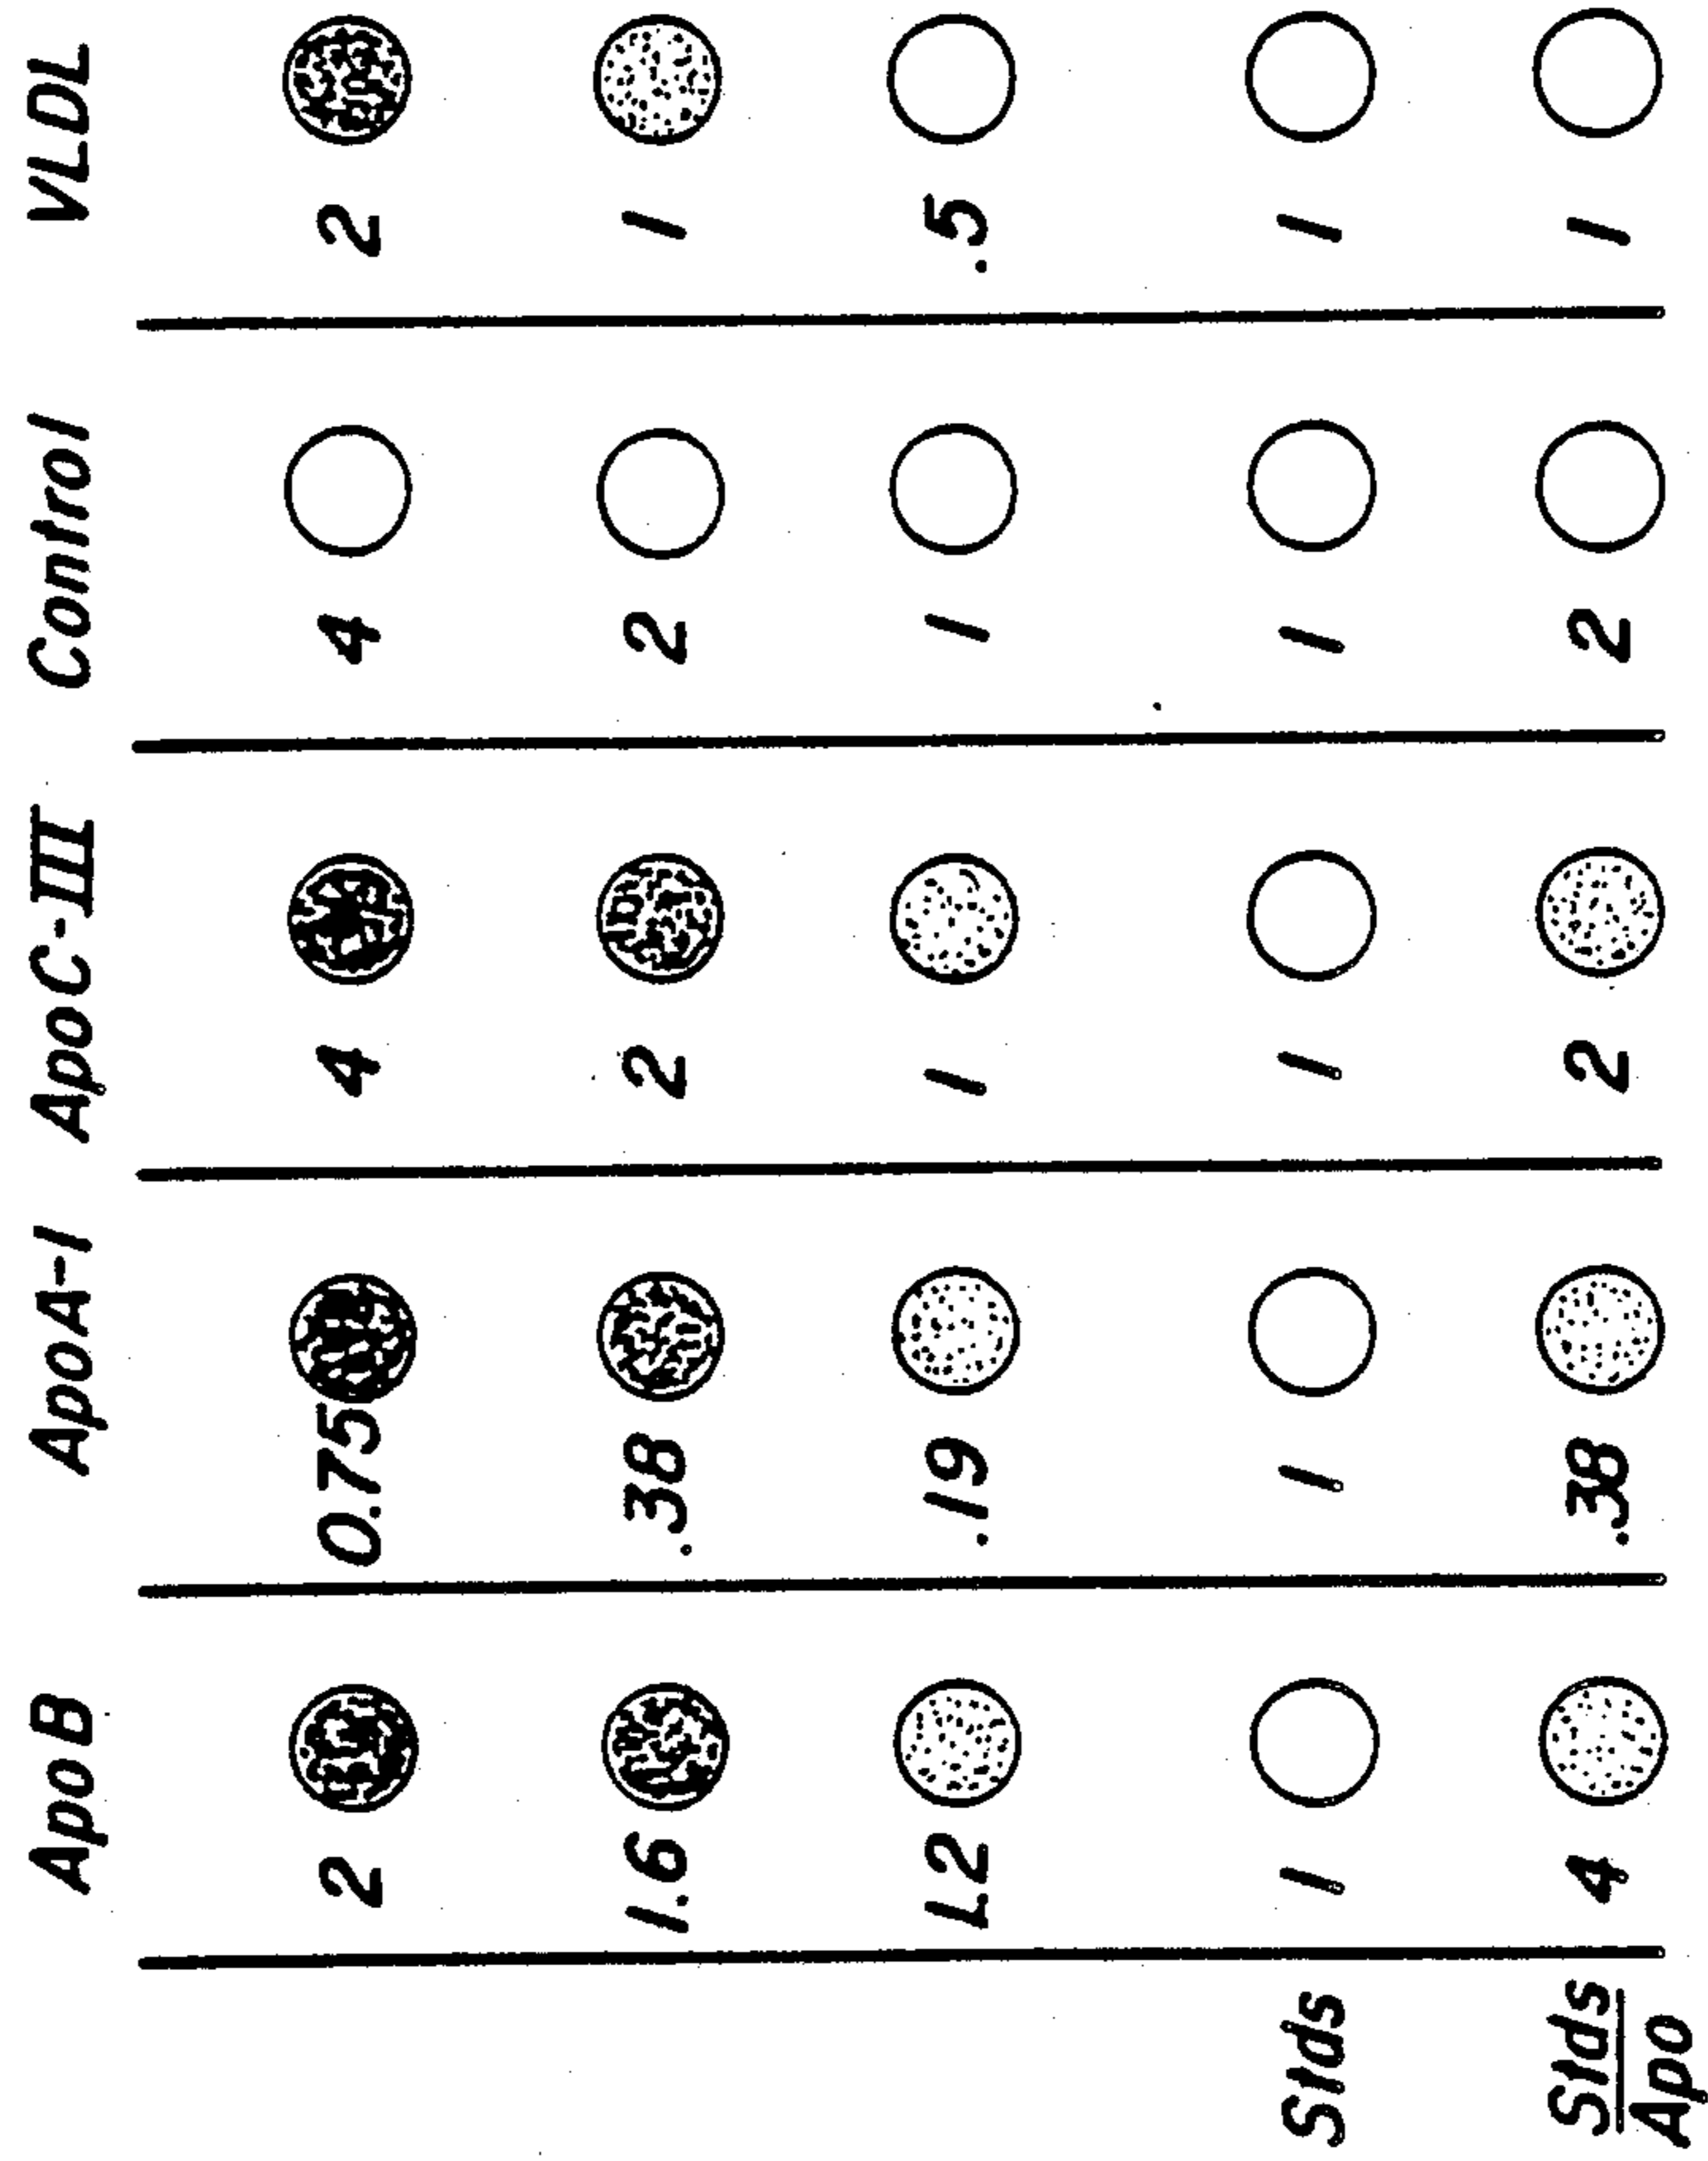 Apo B ApoA-I ApoC-III Control VLDL
2 0.75 4 4 2
1.6 .38 2 2 1
1.2 .19 1 1 .5
Stds 1 1 1 1 1
Stds 4 .38 2 2 1
Apo